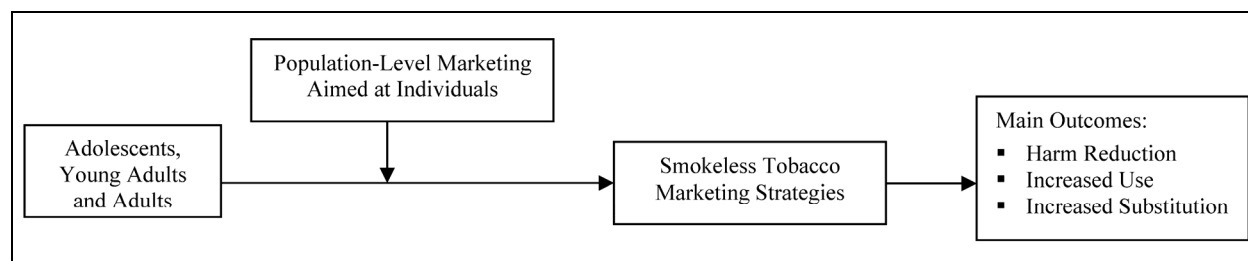 Population-Level Marketing
Aimed at Individuals
Adolescents,
Young Adults
and Adults
Smokeless Tobacco
Marketing Strategies
Main Outcomes:
▪ Harm Reduction
▪ Increased Use
▪ Increased Substitution